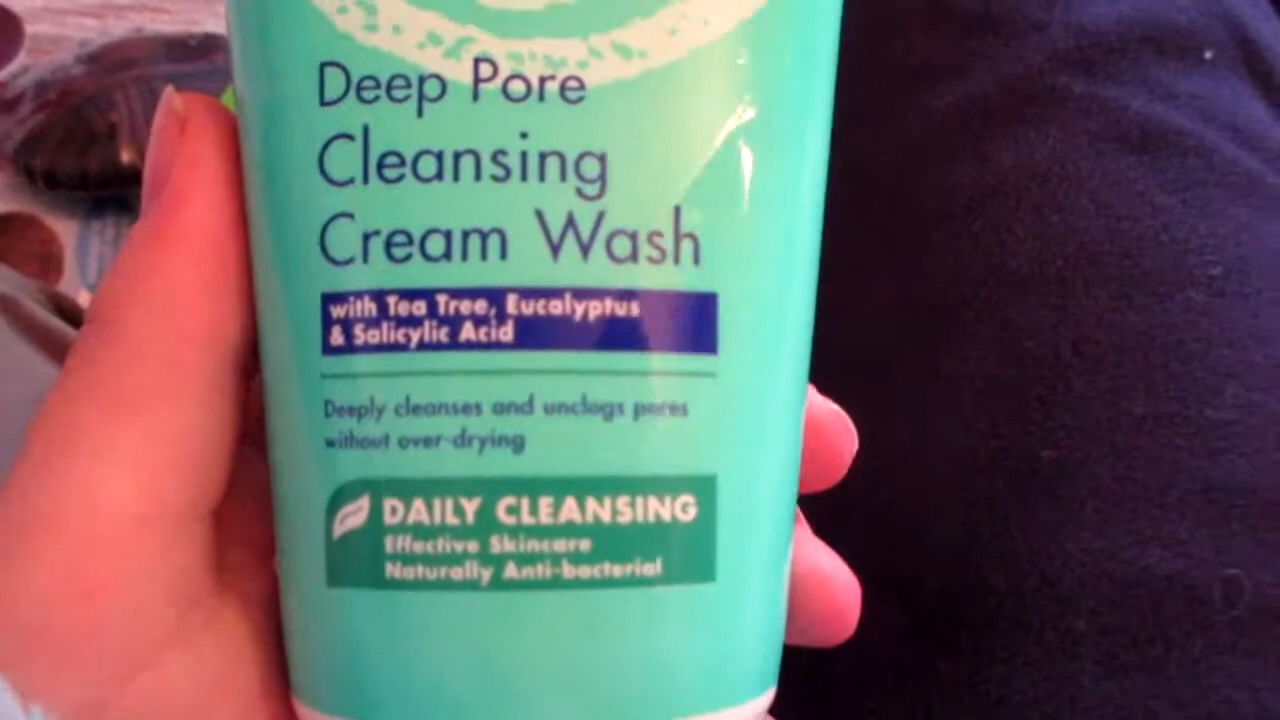 Deep Pore
Cleansing
Cream Wash
with Tea Tree, Eucalyptus
& Salicylic Acid
Deeply cleanses and unclogs pores
without over-drying
DAILY CLEANSING
Effective Skincare
Naturally Anti-bacterial